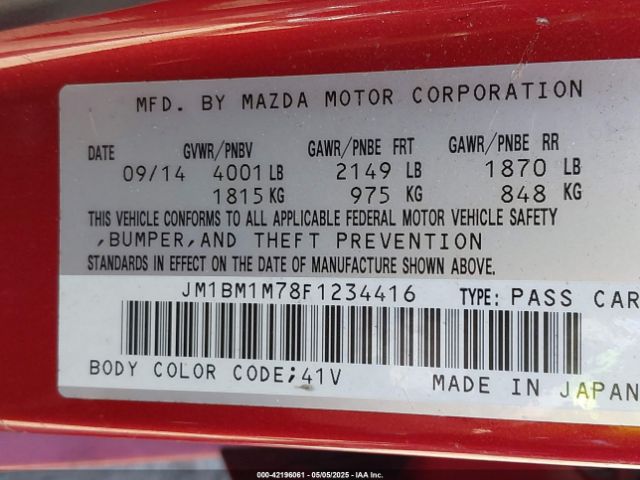 MFD. BY MAZDA MOTOR CORPORATION
DATE GVWR/PNBV GAWR/PNBE FRT GAWR/PNBE RR
09/14 4001 LB 2149 LB 1870 LB
1815 KG 975 KG 848 KG
THIS VEHICLE CONFORMS TO ALL APPLICABLE FEDERAL MOTOR VEHICLE SAFETY
,BUMPER,AND THEFT PREVENTION
STANDARDS IN EFFECT ON THE DATE OF MANUFACTURE SHOWN ABOVE.
JM1BM1M78F1234416 TYPE: PASS CAR
BODY COLOR CODE;41V MADE IN JAPAN
000-42196061 - 05/05/2025 - IAA Inc.